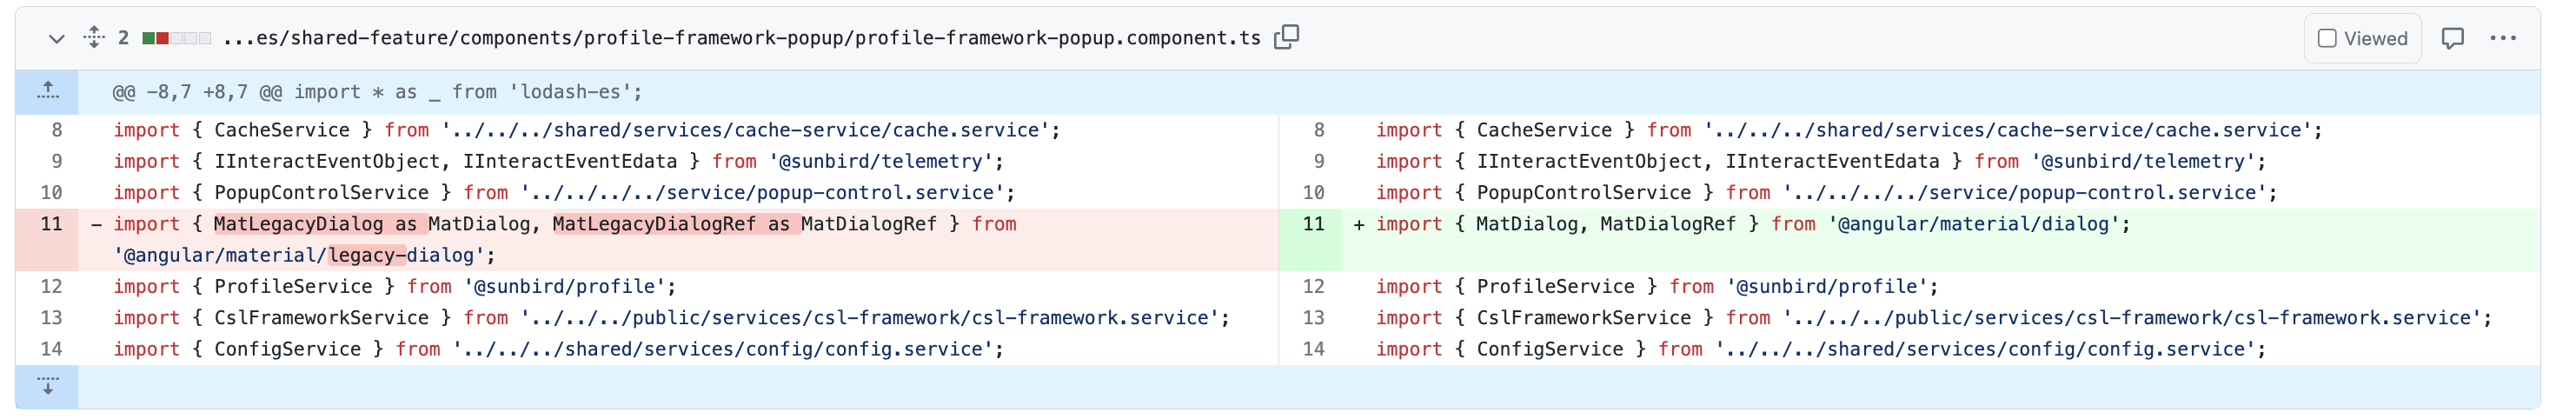 2 ...es/shared-feature/components/profile-framework-popup/profile-framework-popup.component.ts Viewed
@@ -8,7 +8,7 @@ import * as _ from 'lodash-es';
8 import { CacheService } from '../../../shared/services/cache-service/cache.service';
9 import { IInteractEventObject, IInteractEventEdata } from '@sunbird/telemetry';
10 import { PopupControlService } from '../../../../service/popup-control.service';
11 - import { MatLegacyDialog as MatDialog, MatLegacyDialogRef as MatDialogRef } from
'@angular/material/legacy-dialog';
12 import { ProfileService } from '@sunbird/profile';
13 import { CslFrameworkService } from '../../../public/services/csl-framework/csl-framework.service';
14 import { ConfigService } from '../../../shared/services/config/config.service';
8 import { CacheService } from '../../../shared/services/cache-service/cache.service';
9 import { IInteractEventObject, IInteractEventEdata } from '@sunbird/telemetry';
10 import { PopupControlService } from '../../../../service/popup-control.service';
11 + import { MatDialog, MatDialogRef } from '@angular/material/dialog';
12 import { ProfileService } from '@sunbird/profile';
13 import { CslFrameworkService } from '../../../public/services/csl-framework/csl-framework.service';
14 import { ConfigService } from '../../../shared/services/config/config.service';